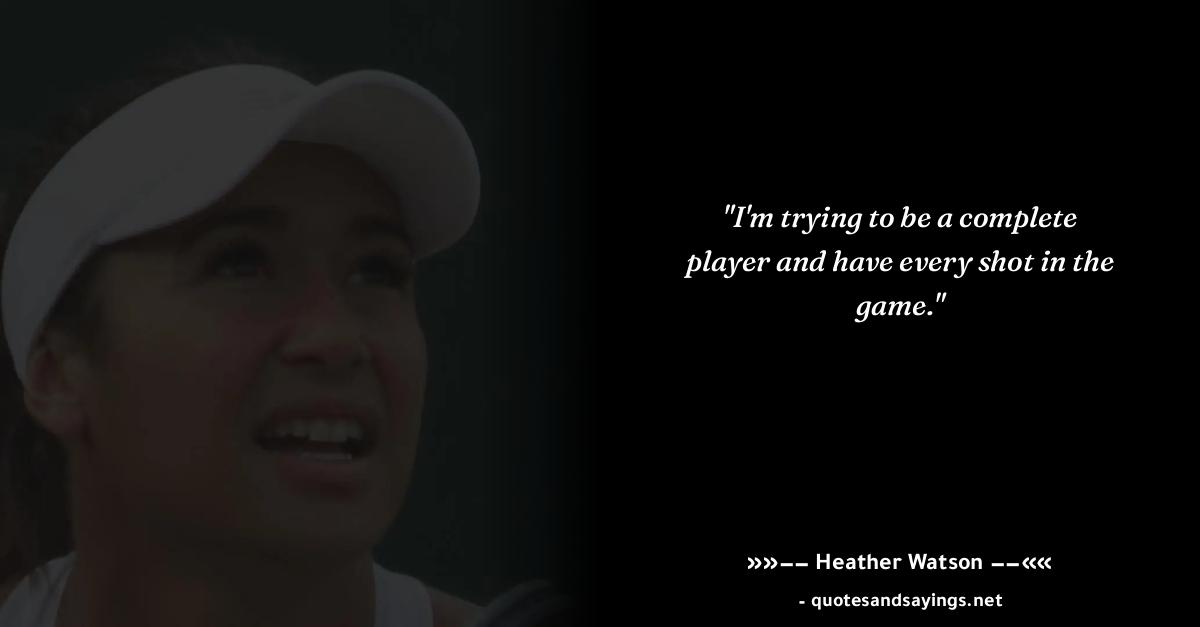 "I'm trying to be a complete
player and have every shot in the
game."
»»−− Heather Watson −−««
- quotesandsayings.net